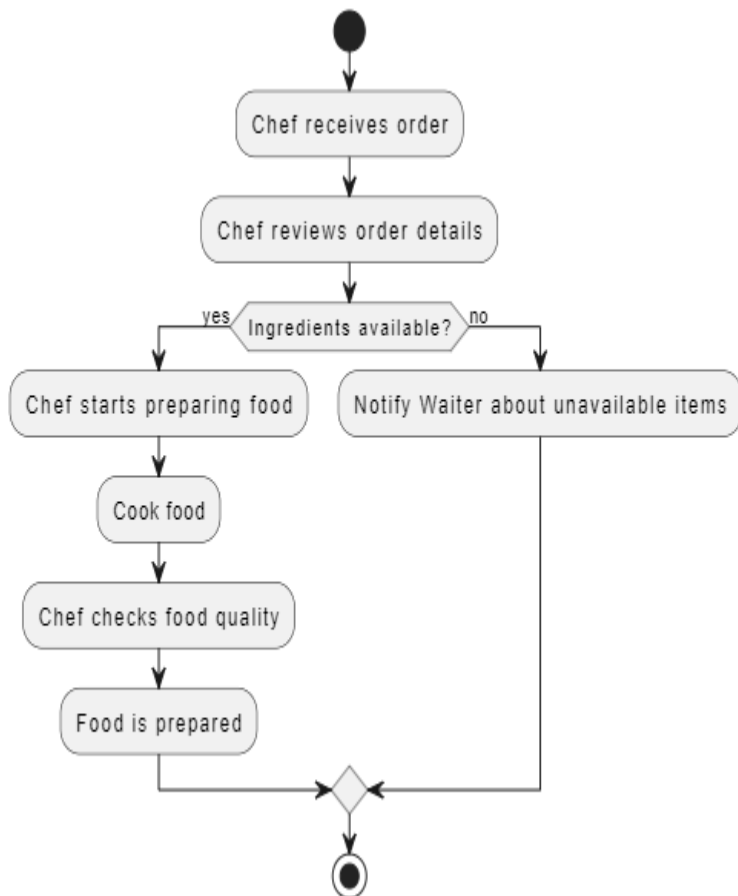 Chef receives order
Chef reviews order details
yes
Ingredients available?
no
Chef starts preparing food
Notify Waiter about unavailable items
Cook food
Chef checks food quality
Food is prepared